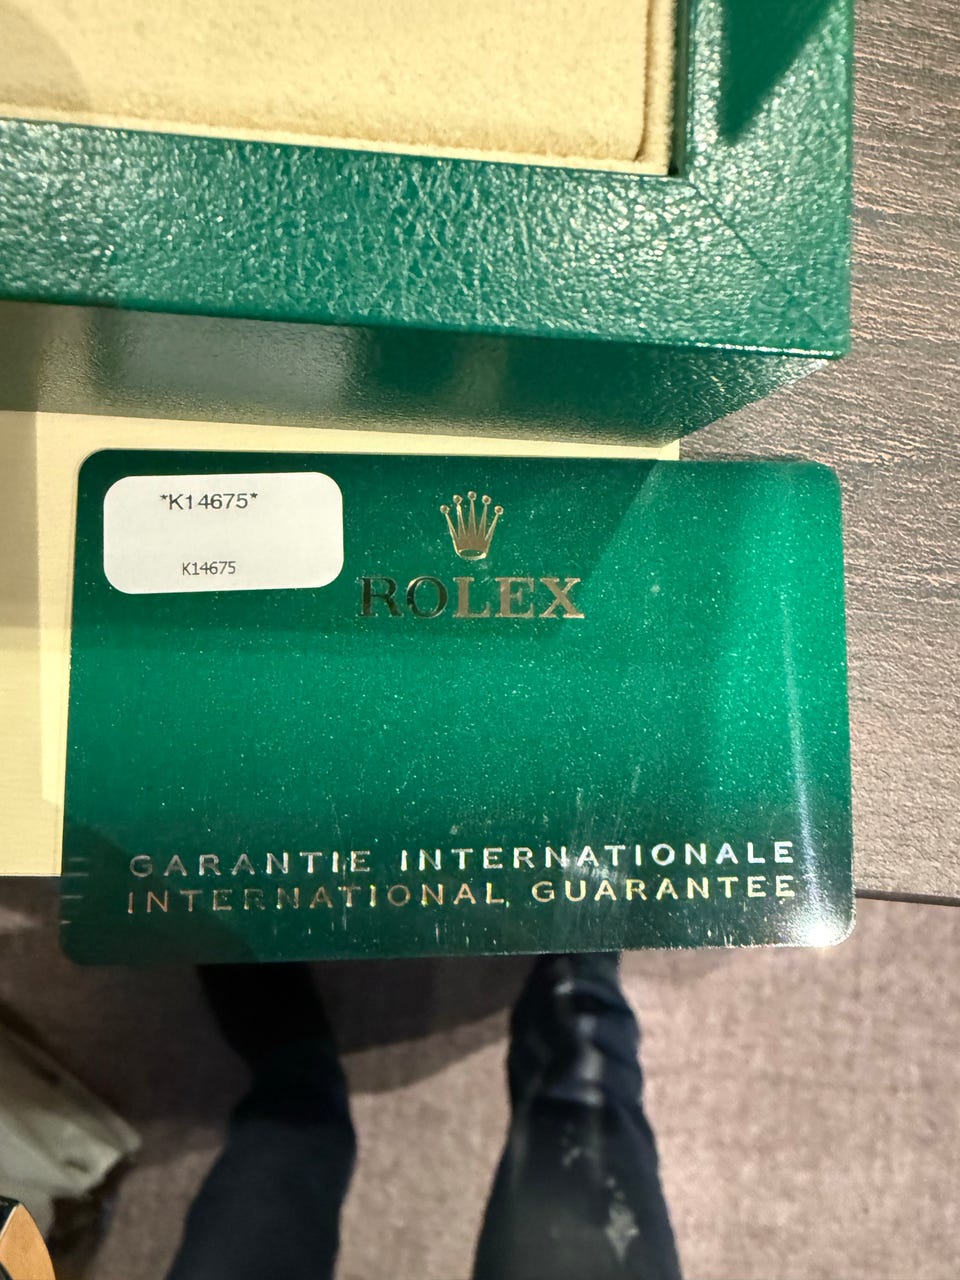 *K14675*
K14675
ROLEX
GARANTIE INTERNATIONALE
INTERNATIONAL GUARANTEE